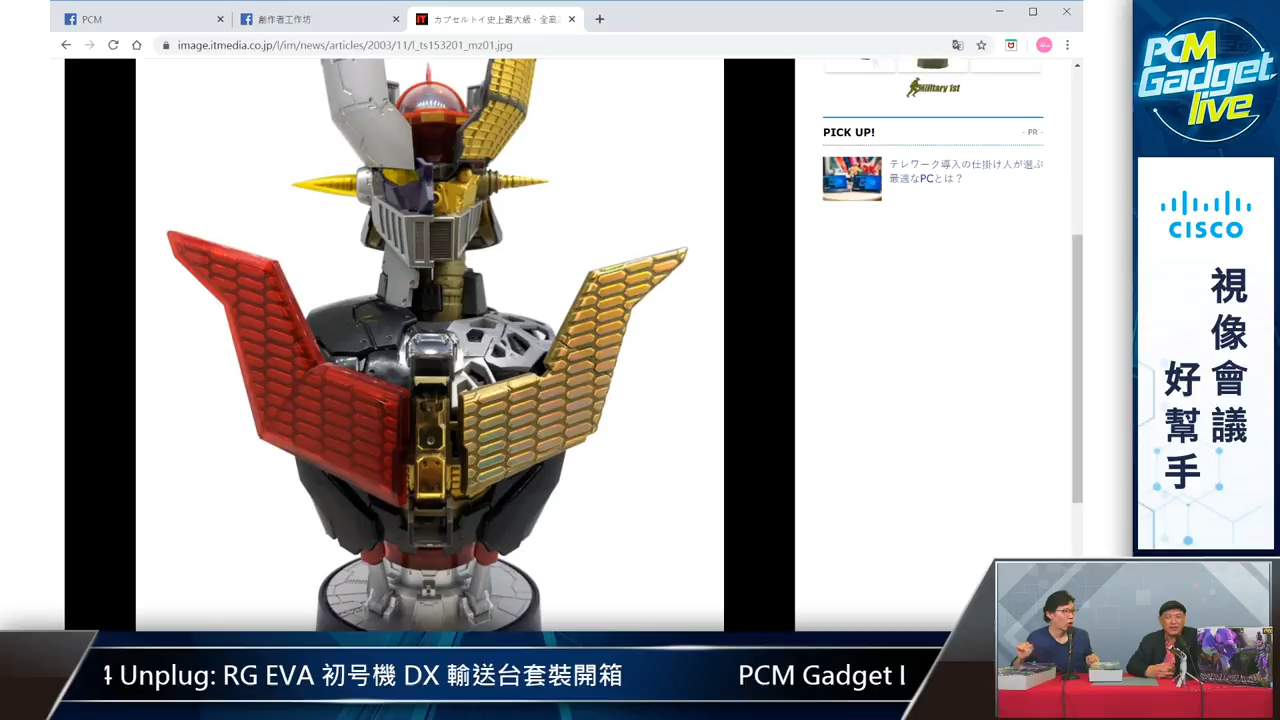 PCM
創作者工作坊
カプセルトイ史上最大級・全高
image.itmedia.co.jp/l/im/news/articles/2003/11/l_ts153201_mz01.jpg
Military 1st
PICK UP!
- PR -
テレワーク導入の仕掛け人が選ぶ
最適なPCとは？
PCM
Gadget
live
CISCO
視像會議
好幫手
4 Unplug: RG EVA 初号機 DX 輸送台套裝開箱
PCM Gadget l